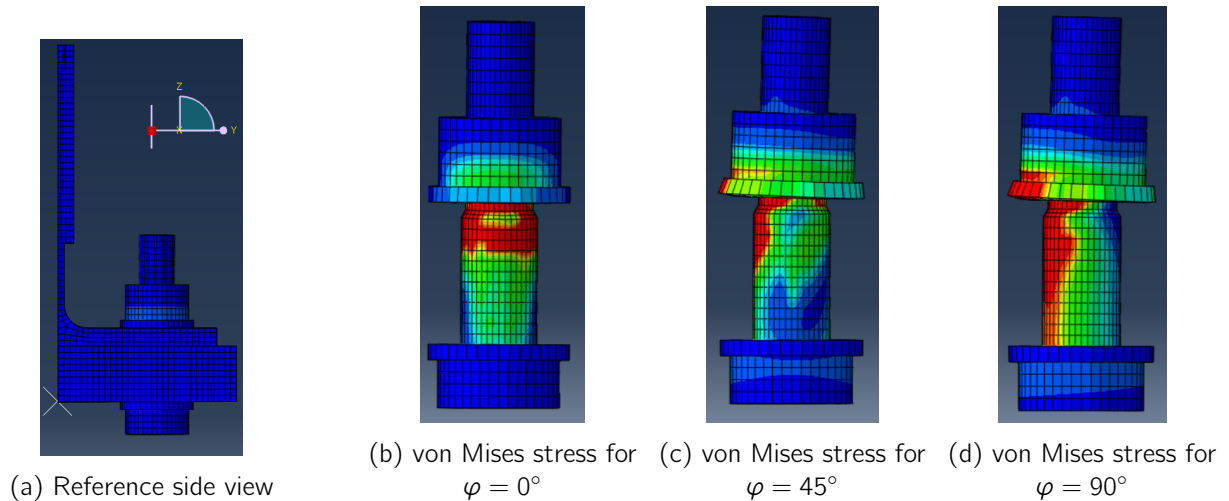 Z
X
Y
(a) Reference side view
(b) von Mises stress for
φ = 0°
(c) von Mises stress for
φ = 45°
(d) von Mises stress for
φ = 90°